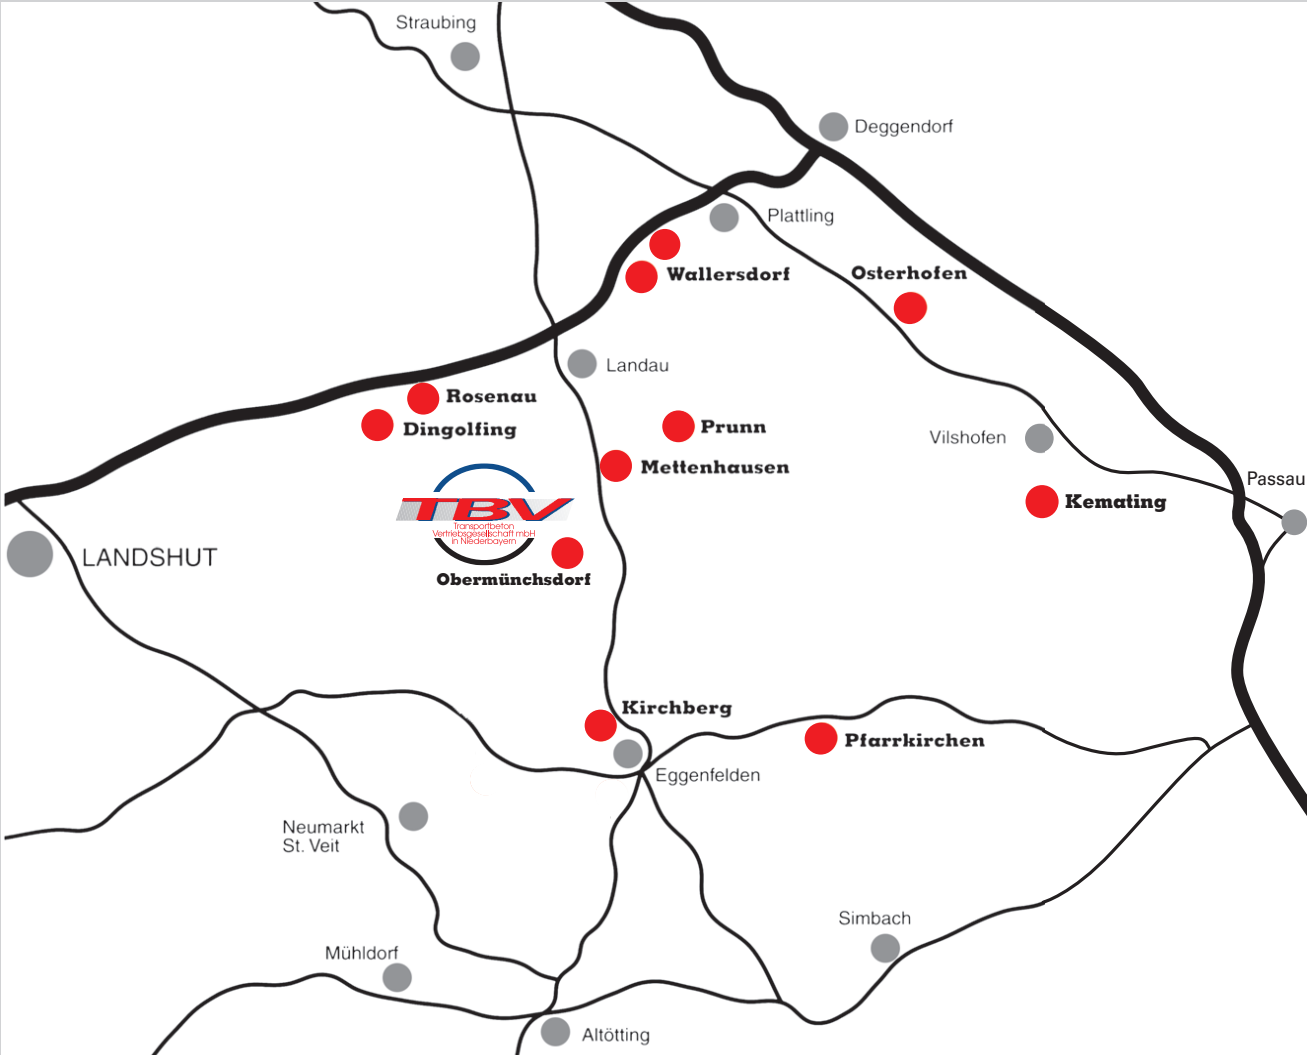 Straubing
Deggendorf
Plattling
Wallersdorf
Osterhofen
Landau
Rosenau
Dingolfing
Prunn
Vilshofen
Mettenhausen
Passau
Kemating
TBV
Transportbeton
Vertriebsgesellschaft mbH
in Niederbayern
LANDSHUT
Obermünchsdorf
Kirchberg
Pfarrkirchen
Eggenfelden
Neumarkt
St. Veit
Simbach
Mühldorf
Altötting